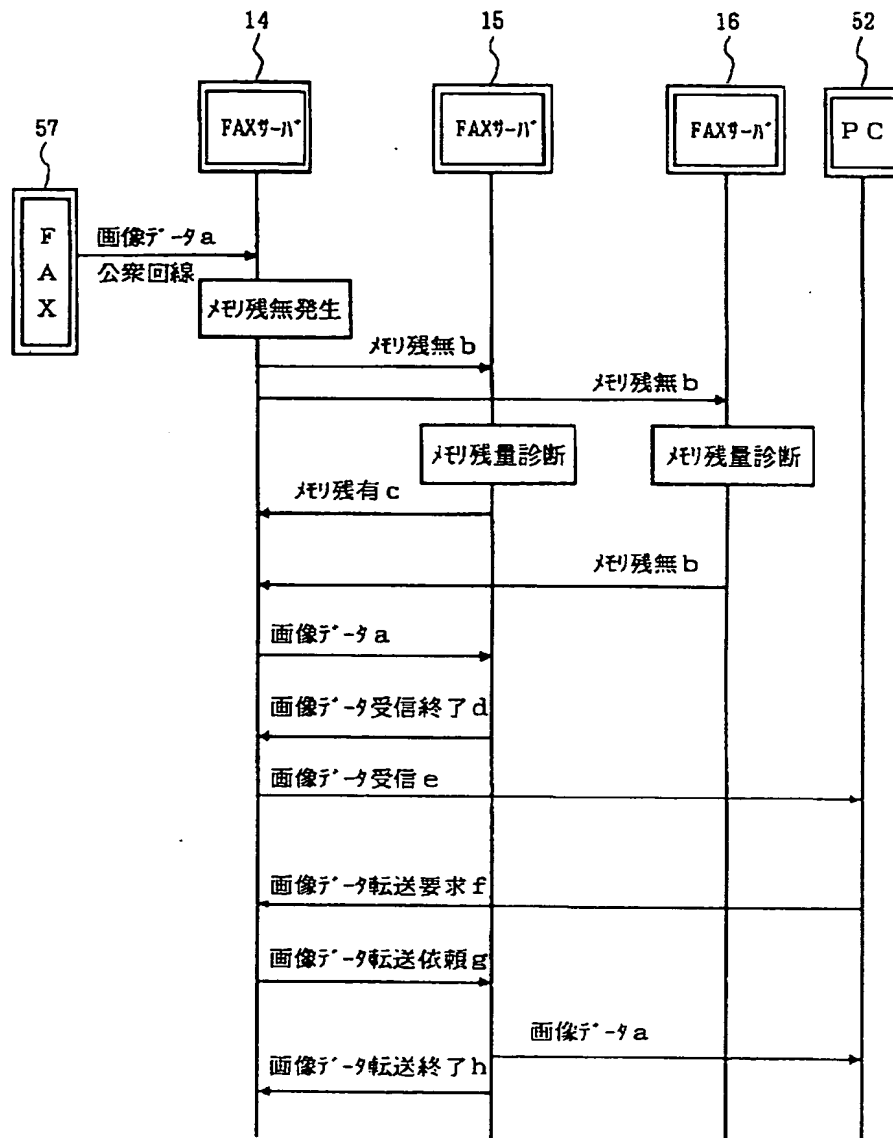 14
15
16
52
57
FAXサーバ
FAXサーバ
FAXサーバ
PC
FAX
画像データa
公衆回線
メモリ残無発生
メモリ残無b
メモリ残無b
メモリ残量診断
メモリ残量診断
メモリ残有c
メモリ残無b
画像データa
画像データ受信終了d
画像データ受信e
画像データ転送要求f
画像データ転送依頼g
画像データa
画像データ転送終了h